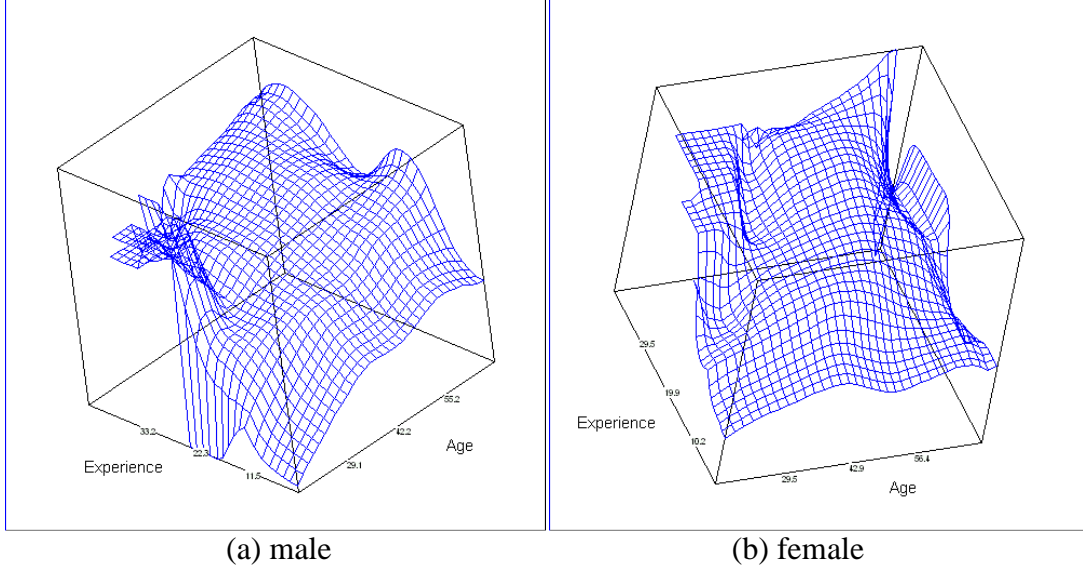 33.2
22.3
11.5
Experience
29.1
42.2
55.2
Age
29.5
19.9
10.2
Experience
29.5
42.9
56.4
Age
(a) male
(b) female